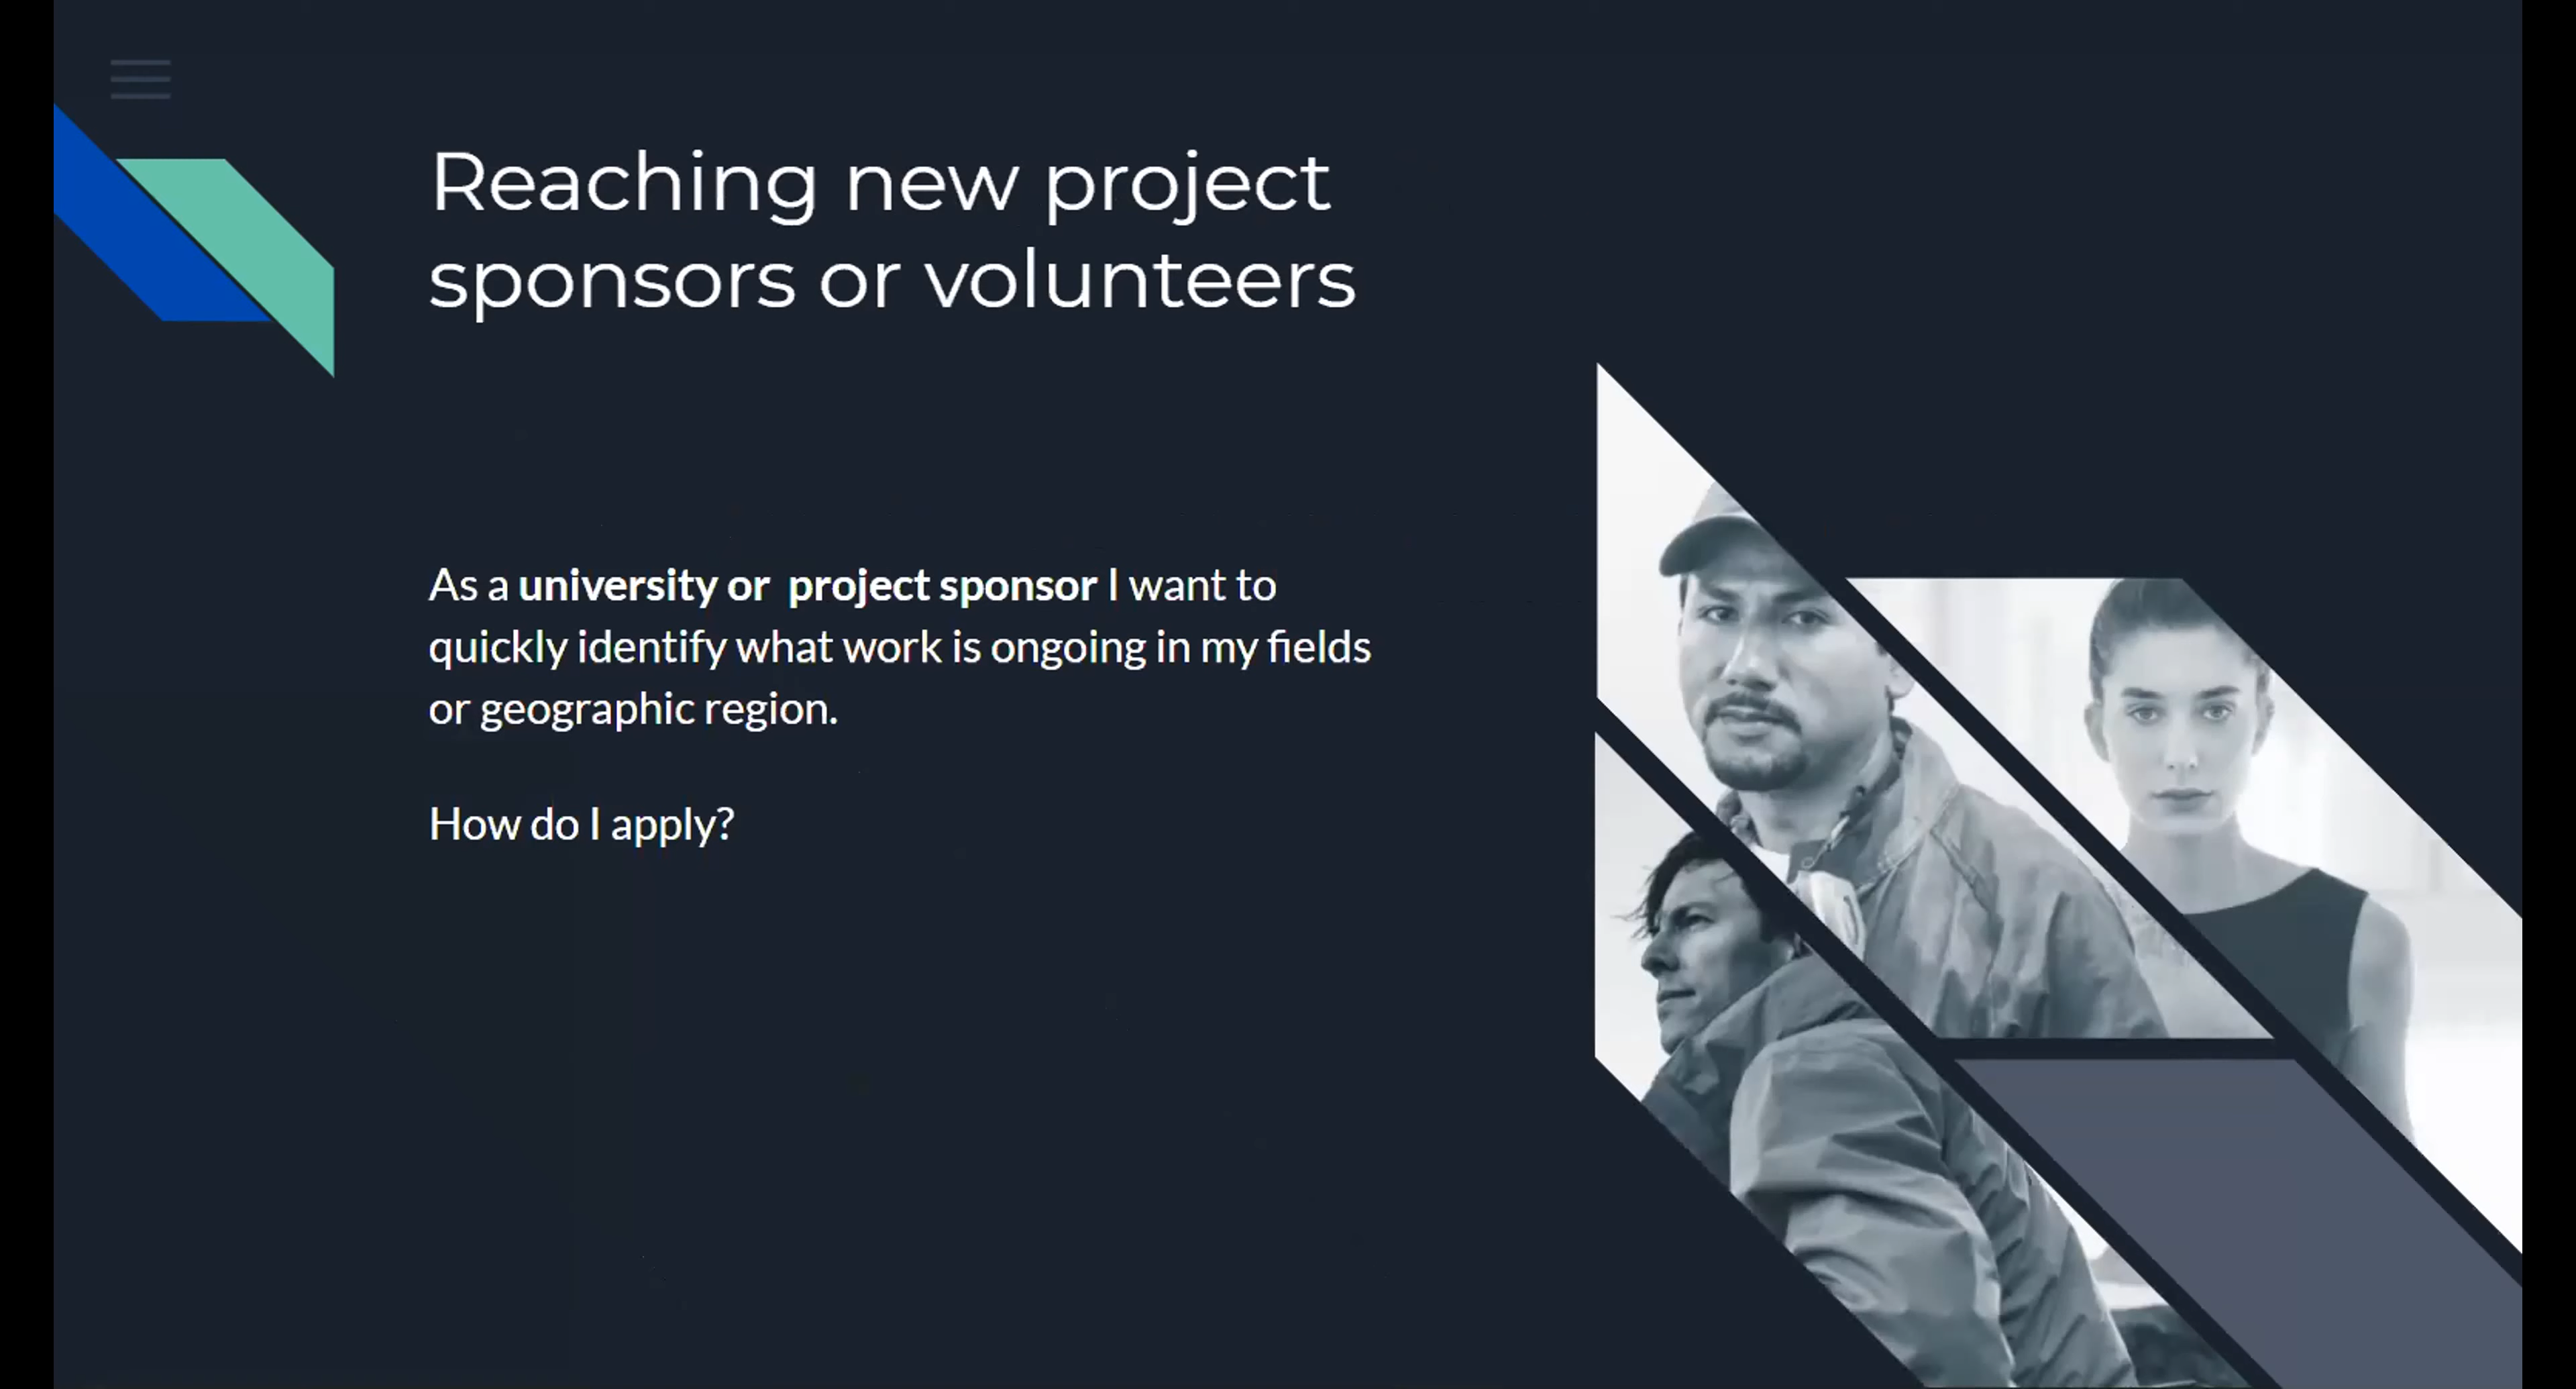 Reaching new project
sponsors or volunteers
As a university or  project sponsor I want to
quickly identify what work is ongoing in my fields
or geographic region.
How do I apply?